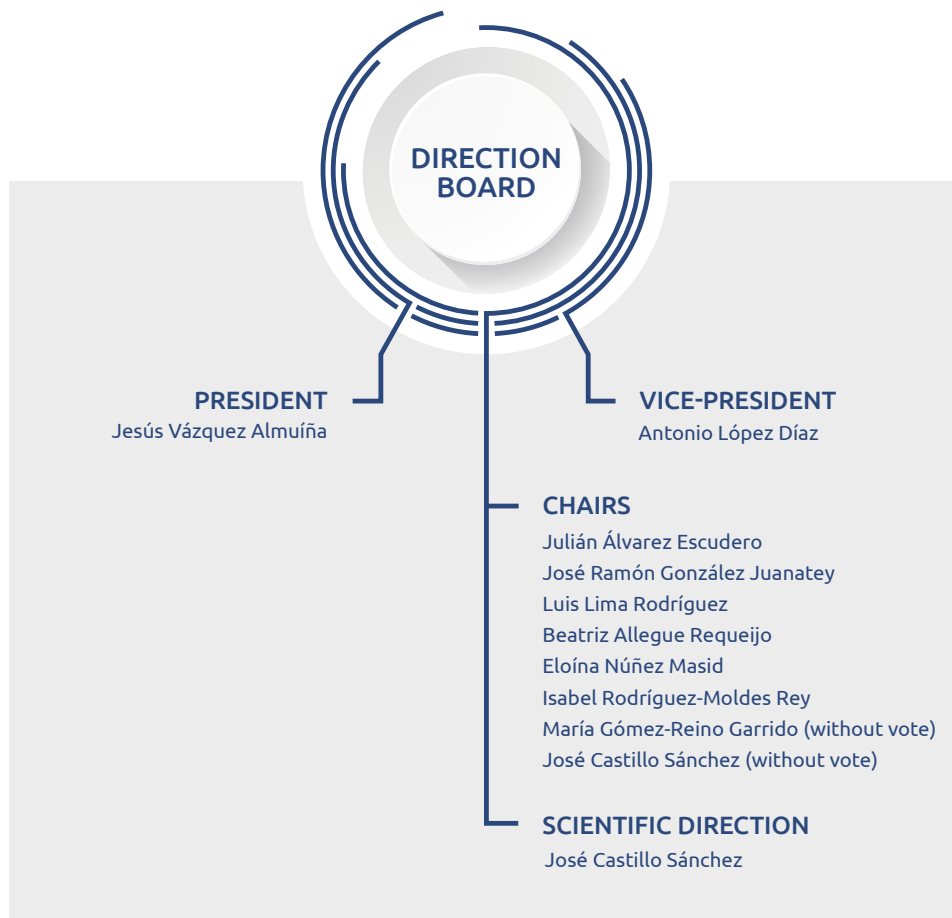 DIRECTION
BOARD
PRESIDENT
Jesús Vázquez Almuíña
VICE-PRESIDENT
Antonio López Díaz
CHAIRS
Julián Álvarez Escudero
José Ramón González Juanatey
Luis Lima Rodríguez
Beatriz Allegue Requeijo
Eloína Núñez Masid
Isabel Rodríguez-Moldes Rey
María Gómez-Reino Garrido (without vote)
José Castillo Sánchez (without vote)
SCIENTIFIC DIRECTION
José Castillo Sánchez